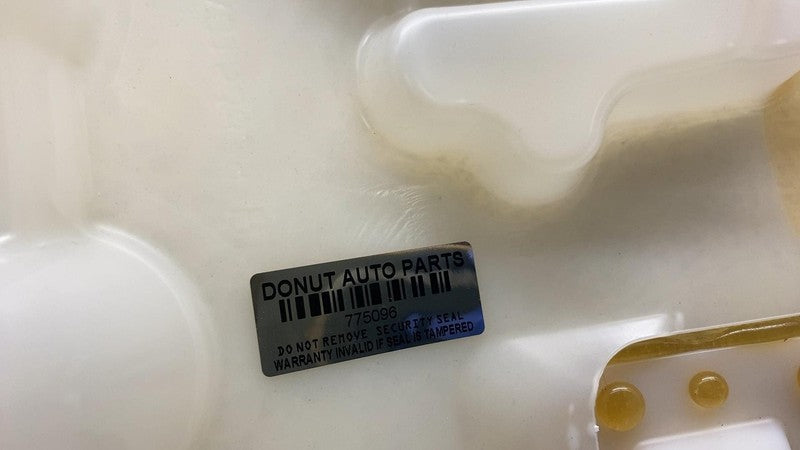 DONUT AUTO PARTS
775096
DO NOT REMOVE SECURITY SEAL
WARRANTY INVALID IF SEAL IS TAMPERED